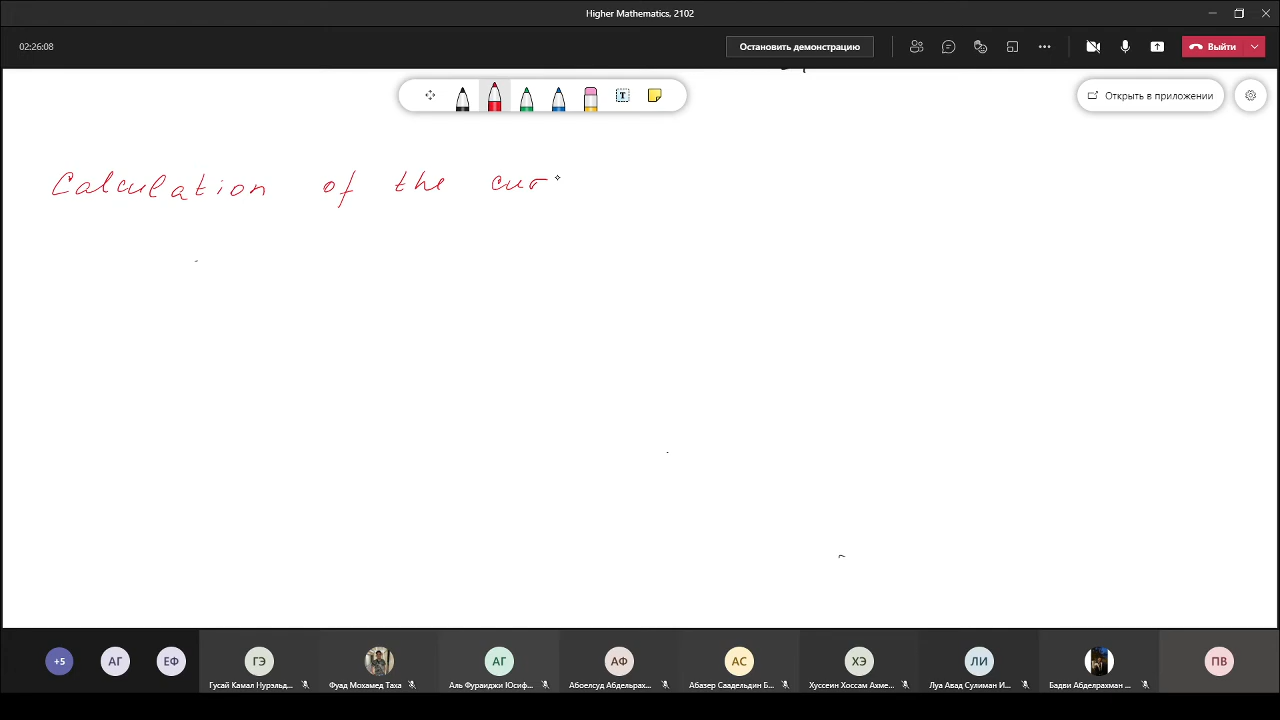 Higher Mathematics, 2102
02:26:08
Остановить демонстрацию
Выйти
Открыть в приложении
T
Calculation of the cur
+5
АГ
ЕФ
ГЭ
АГ
АФ
АС
ХЭ
ЛИ
ПВ
Гусай Камал Нурэльд...
Фуад Мохамед Таха
Аль Фураиджи Юсиф...
Абоелсуд Абдельрах...
Абазер Саадельдин Б...
Хуссеин Хоссам Ахме...
Луа Авад Сулиман И...
Бадви Абделрахман ...